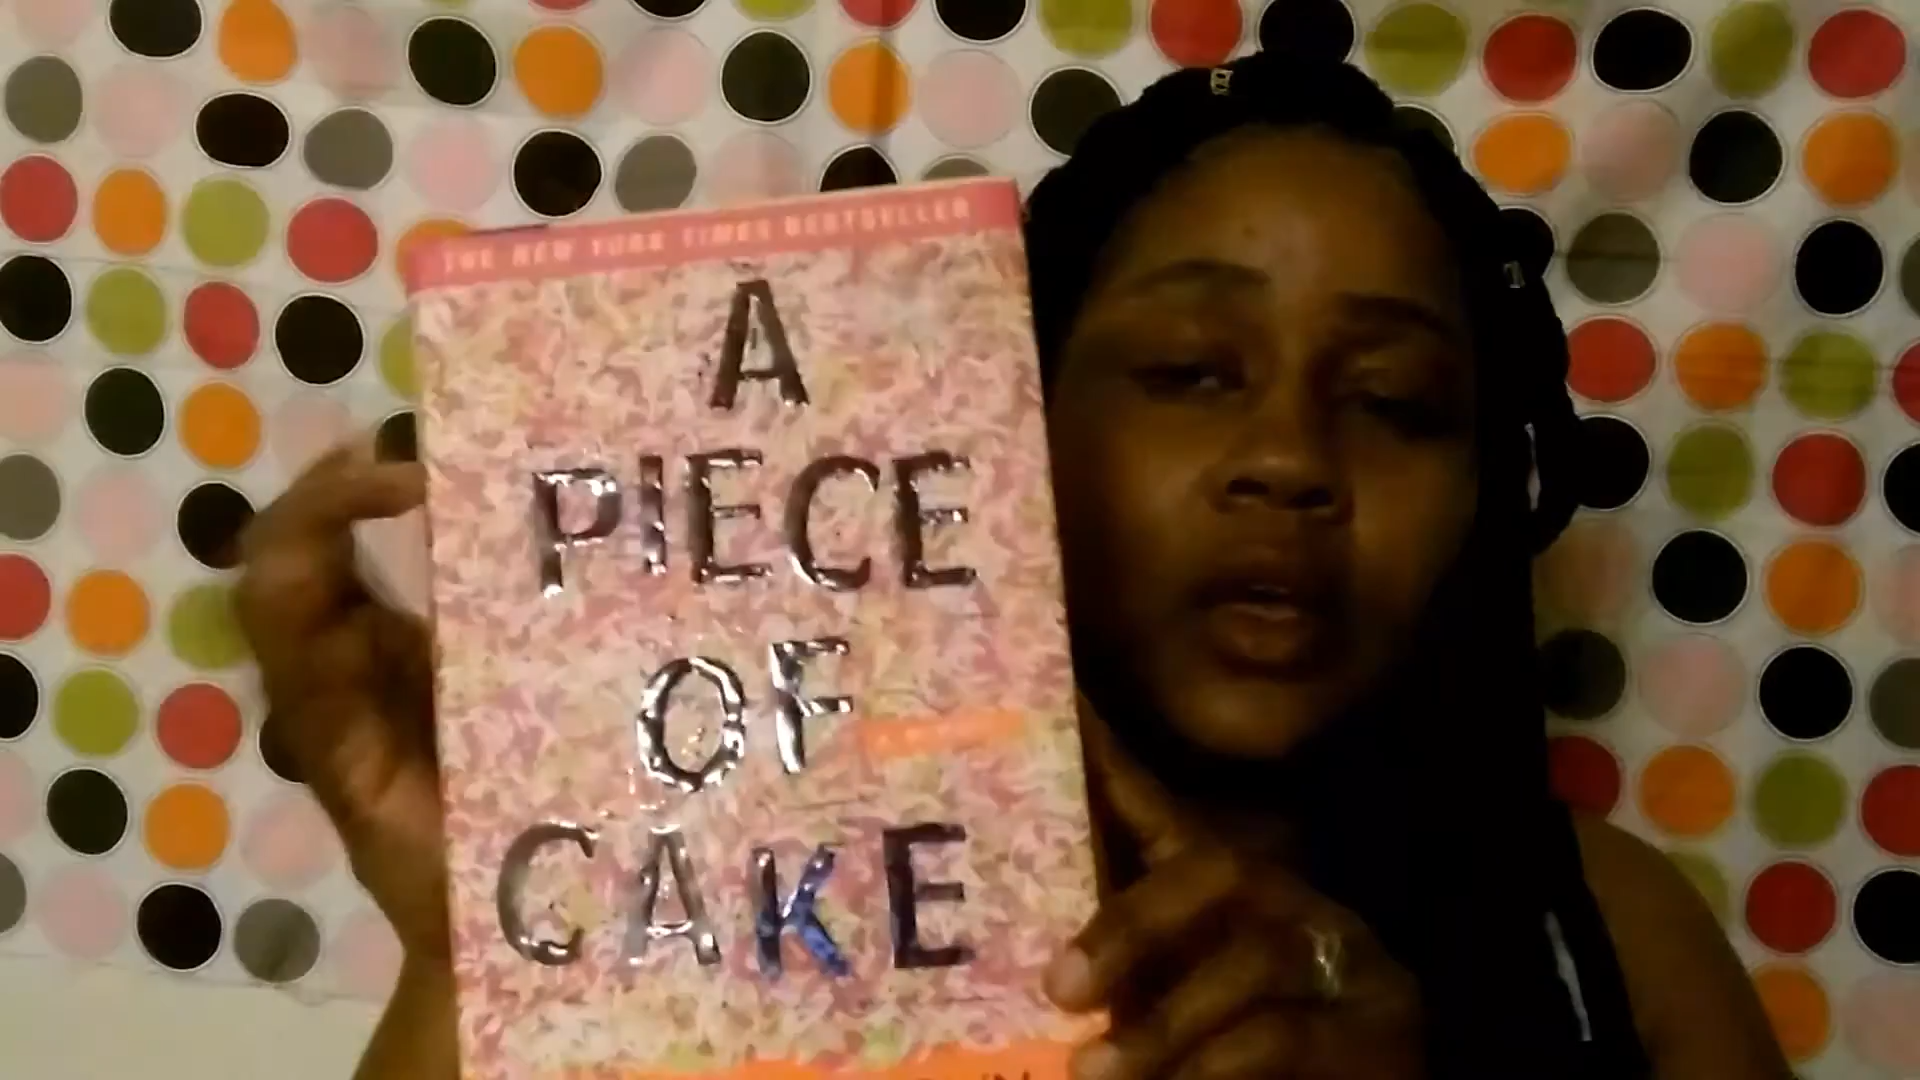 THE NEW YORK TIMES BESTSELLER
A
PIECE
OF
CAKE